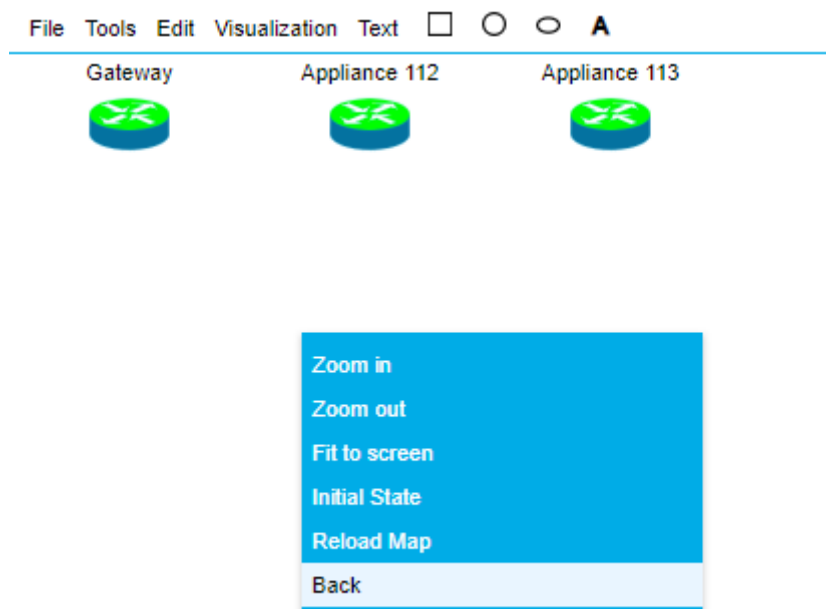 File Tools Edit Visualization Text A
Gateway Appliance 112 Appliance 113
Zoom in
Zoom out
Fit to screen
Initial State
Reload Map
Back